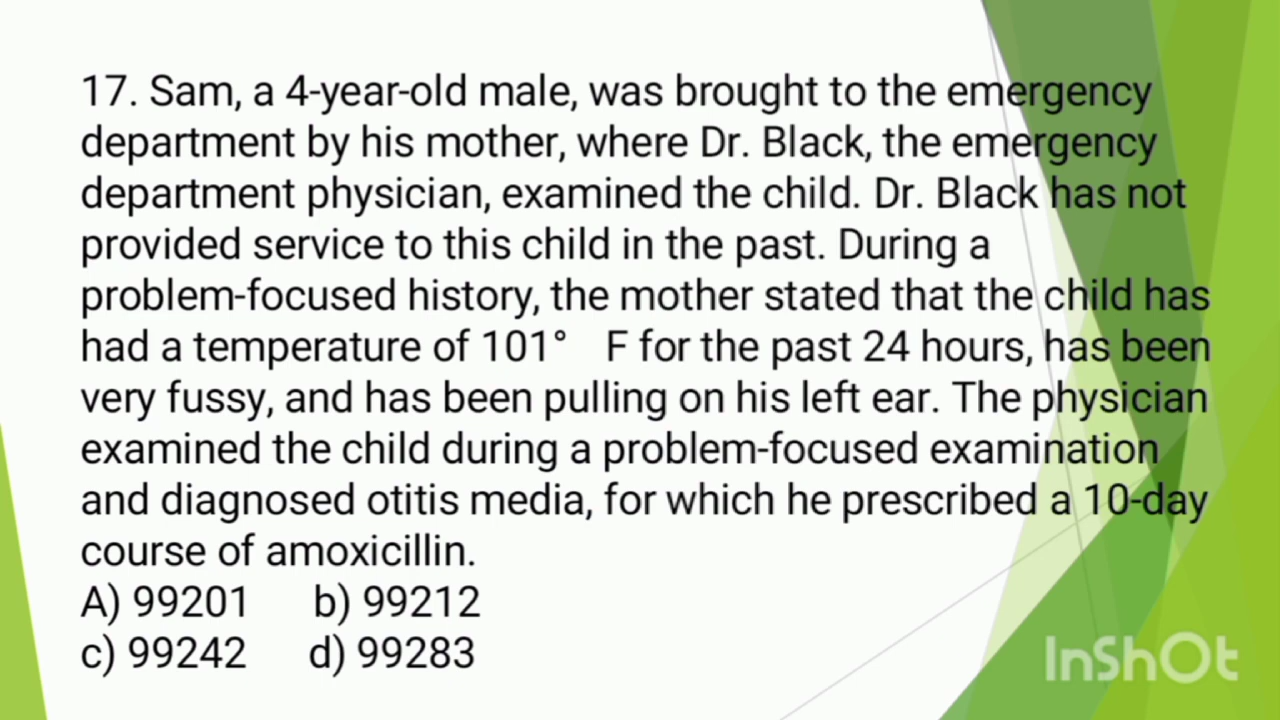 17. Sam, a 4-year-old male, was brought to the emergency
department by his mother, where Dr. Black, the emergency
department physician, examined the child. Dr. Black has not
provided service to this child in the past. During a
problem-focused history, the mother stated that the child has
had a temperature of 101° F for the past 24 hours, has been
very fussy, and has been pulling on his left ear. The physician
examined the child during a problem-focused examination
and diagnosed otitis media, for which he prescribed a 10-day
course of amoxicillin.
A) 99201 b) 99212
c) 99242 d) 99283
InShOt